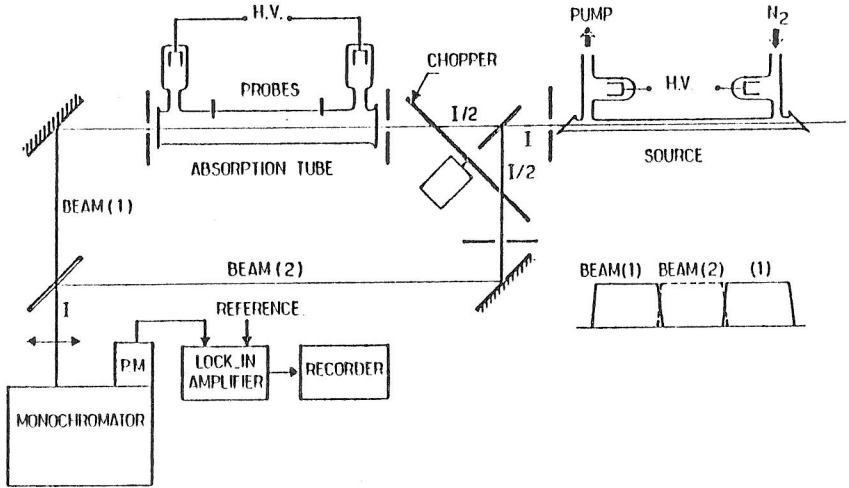 H.V.
PUMP
N2
CHOPPER
PROBES
I/2
H.V.
I
ABSORPTION TUBE
I/2
SOURCE
BEAM(1)
BEAM(2)
BEAM(1) BEAM(2) (1)
I
REFERENCE.
P.M
LOCK_IN
AMPLIFIER
RECORDER
MONOCHROMATOR